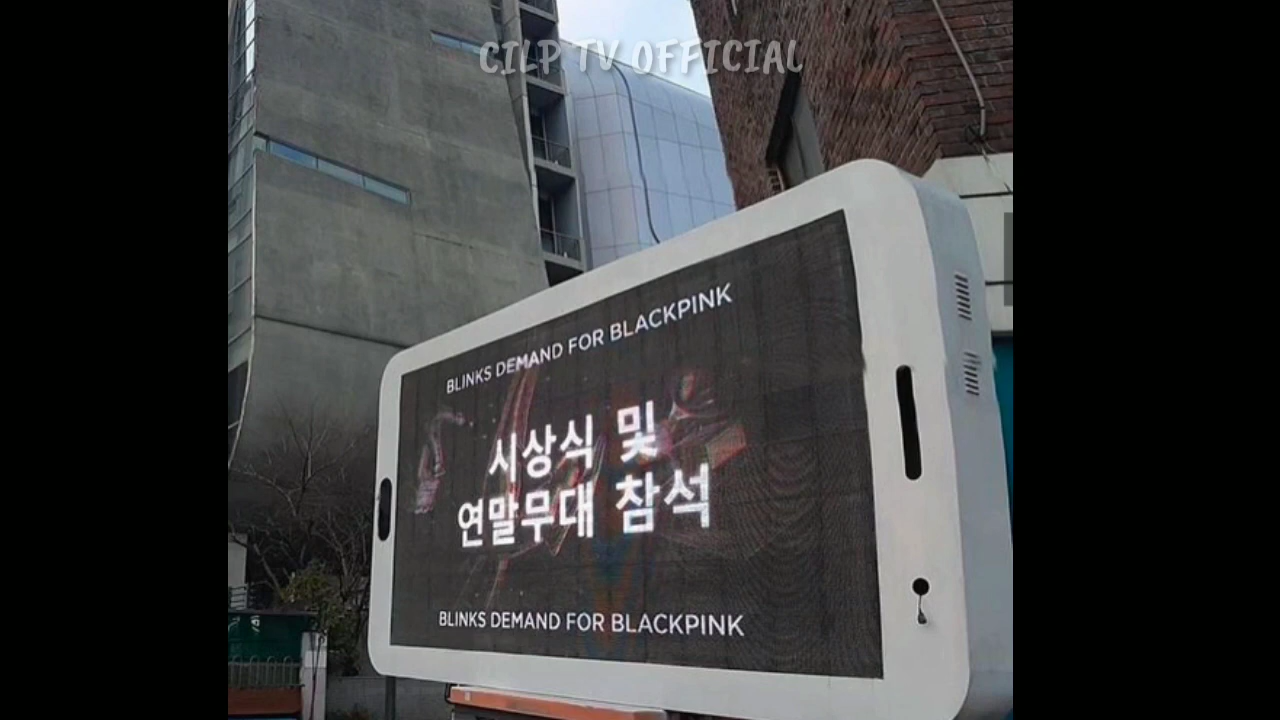 CILP TV OFFICIAL
BLINKS DEMAND FOR BLACKPINK
시상식 및
연말무대 참석
BLINKS DEMAND FOR BLACKPINK